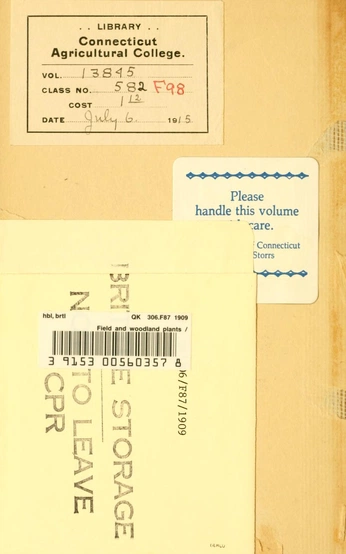 .. LIBRARY ..
Connecticut
Agricultural College.
VOL. 13845
CLASS NO. 582 F98
COST 1 12
DATE July 6. 1915
Please
handle this volume
care.
Connecticut
Storrs
hbl, brtl QK 306.F87 1909
Field and woodland plants /
3 9153 00560357 8
6/F87/1909
BRI E STORAGE
N TO LEAVE
CPR